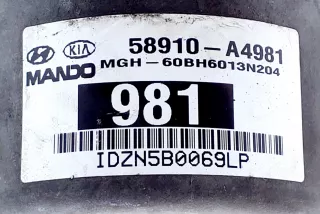 KIA 58910-A4981
MANDO MGH-60BH6013N204
981
IDZN5B0069LP